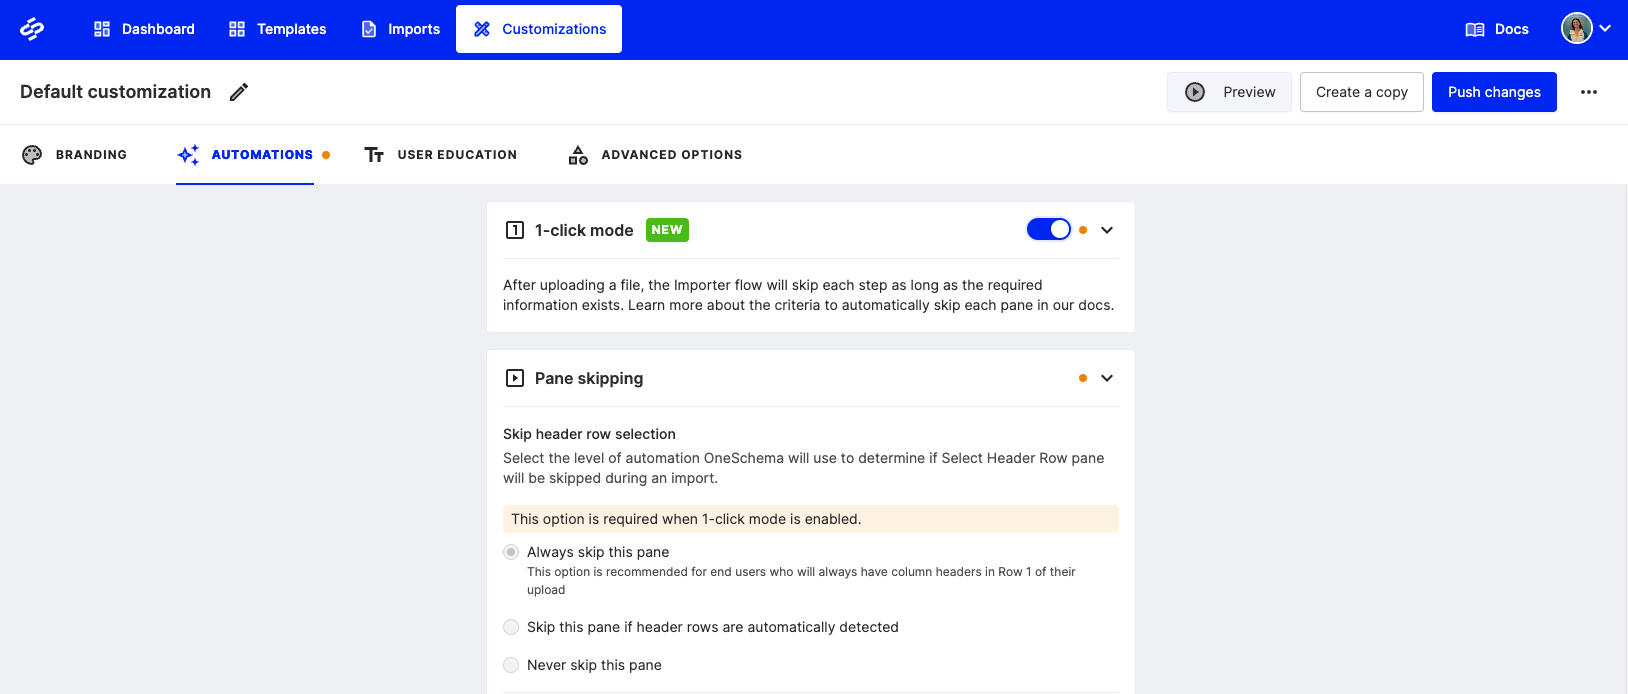 Dashboard
Templates
Imports
Customizations
Docs
Default customization
Preview
Create a copy
Push changes
BRANDING
AUTOMATIONS
USER EDUCATION
ADVANCED OPTIONS
1-click mode NEW
After uploading a file, the Importer flow will skip each step as long as the required
information exists. Learn more about the criteria to automatically skip each pane in our docs.
Pane skipping
Skip header row selection
Select the level of automation OneSchema will use to determine if Select Header Row pane
will be skipped during an import.
This option is required when 1-click mode is enabled.
Always skip this pane
This option is recommended for end users who will always have column headers in Row 1 of their
upload
Skip this pane if header rows are automatically detected
Never skip this pane